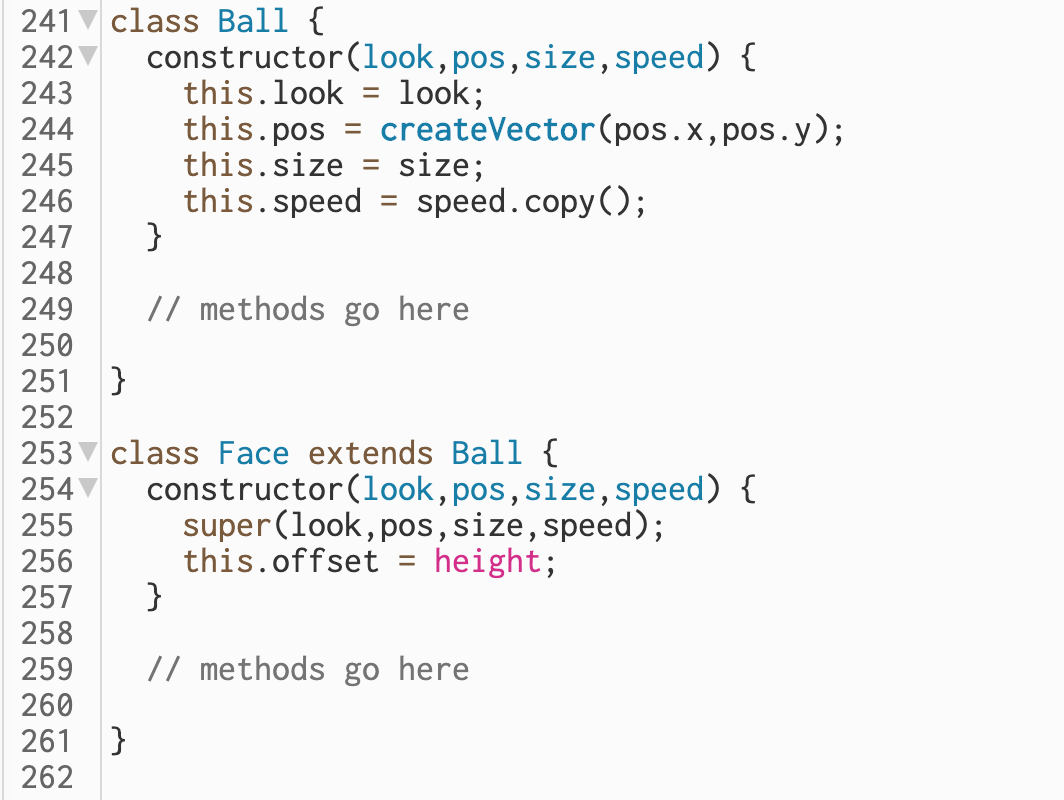 241 class Ball {
242   constructor(look,pos,size,speed) {
243     this.look = look;
244     this.pos = createVector(pos.x,pos.y);
245     this.size = size;
246     this.speed = speed.copy();
247   }
248
249   // methods go here
250
251 }
252
253 class Face extends Ball {
254   constructor(look,pos,size,speed) {
255     super(look,pos,size,speed);
256     this.offset = height;
257   }
258
259   // methods go here
260
261 }
262